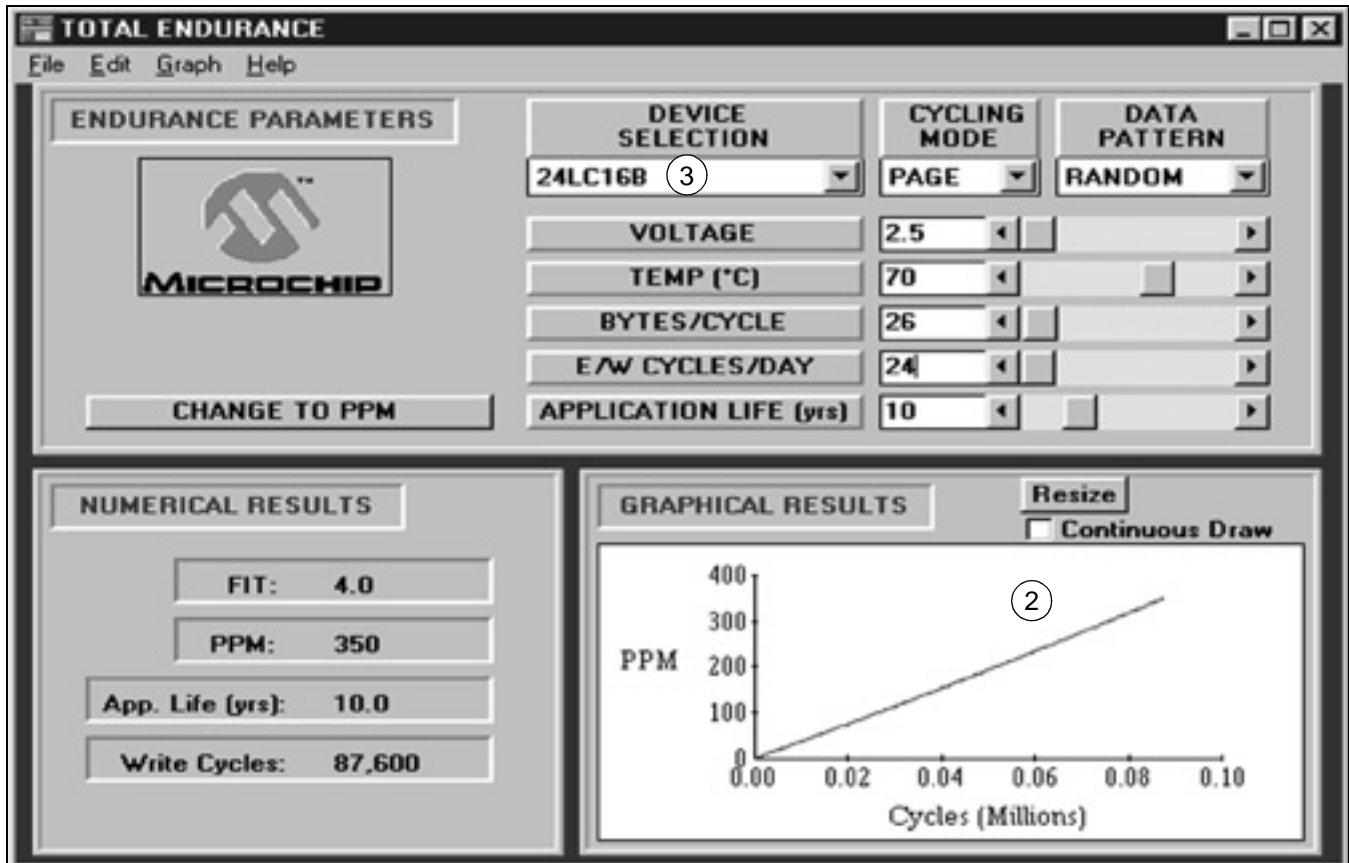 TOTAL ENDURANCE
File Edit Graph Help
ENDURANCE PARAMETERS
MICROCHIP
TM
CHANGE TO PPM
DEVICE
SELECTION
24LC16B
3
CYCLING
MODE
PAGE
DATA
PATTERN
RANDOM
VOLTAGE 2.5
TEMP (°C) 70
BYTES/CYCLE 26
E/W CYCLES/DAY 24
APPLICATION LIFE (yrs) 10
NUMERICAL RESULTS
FIT: 4.0
PPM: 350
App. Life (yrs): 10.0
Write Cycles: 87,600
GRAPHICAL RESULTS
Resize
Continuous Draw
2
PPM
400
300
200
100
0
0.00 0.02 0.04 0.06 0.08 0.10
Cycles (Millions)